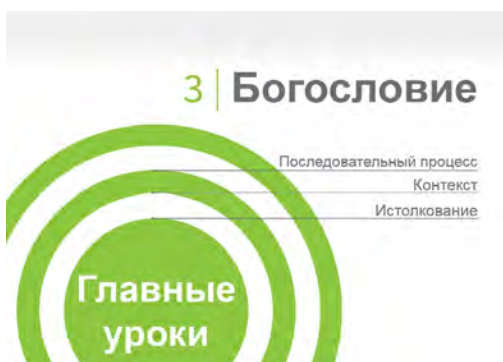 3 | Богословие
Последовательный процесс
Контекст
Истолкование
Главные
уроки